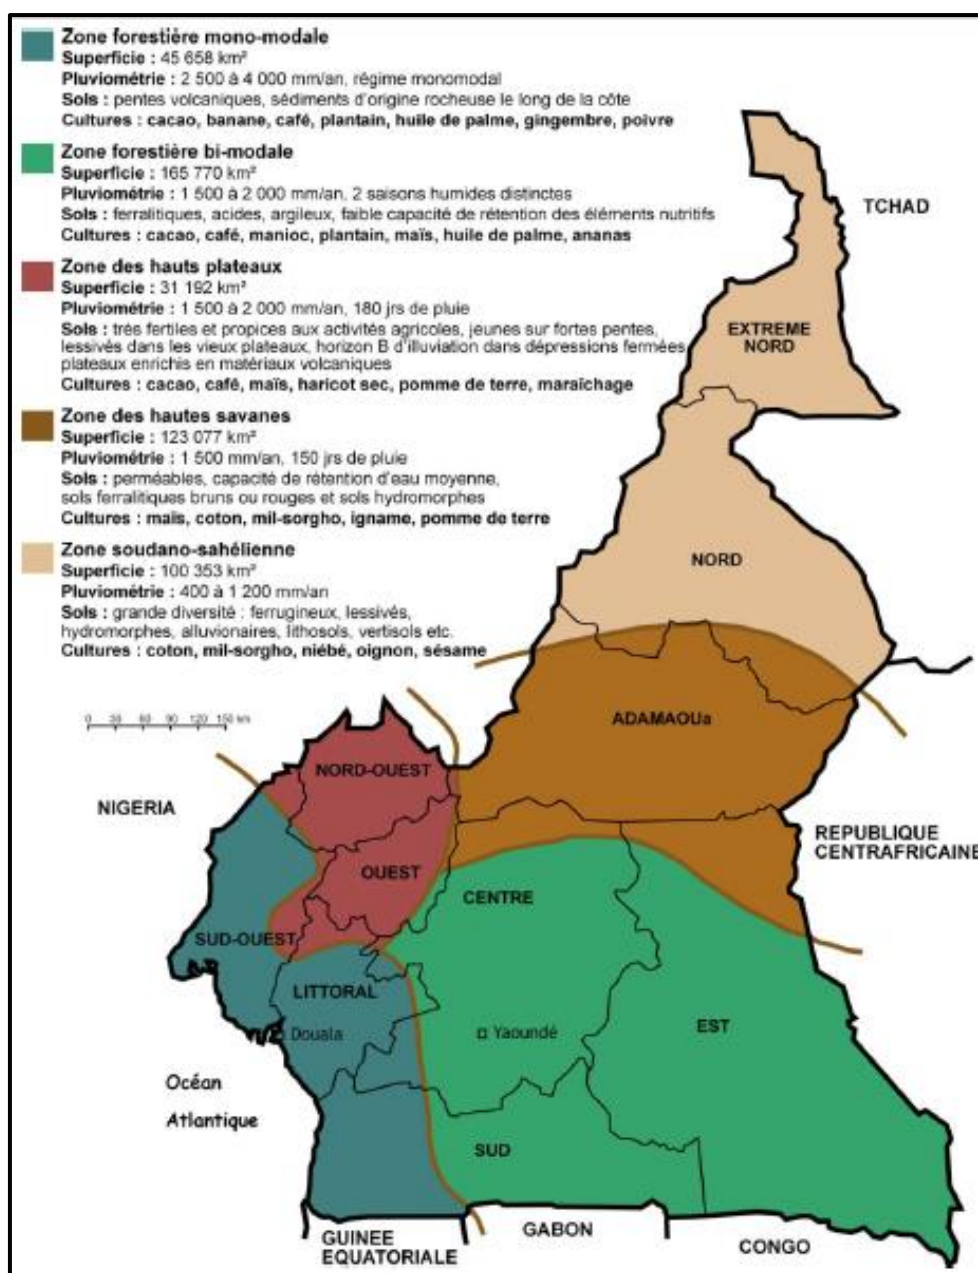 Zone forestière mono-modale
Superficie : 45 658 km²
Pluviométrie : 2 500 à 4 000 mm/an, régime monomodal
Sols : pentes volcaniques, sédiments d'origine rocheuse le long de la côte
Cultures : cacao, banane, café, plantain, huile de palme, gingembre, poivre
Zone forestière bi-modale
Superficie : 165 770 km²
Pluviométrie : 1 500 à 2 000 mm/an, 2 saisons humides distinctes
Sols : ferralitiques, acides, argileux, faible capacité de rétention des éléments nutritifs
Cultures : cacao, café, manioc, plantain, maïs, huile de palme, ananas
Zone des hauts plateaux
Superficie : 31 192 km²
Pluviométrie : 1 500 à 2 000 mm/an, 180 jrs de pluie
Sols : très fertiles et propices aux activités agricoles, jeunes sur fortes pentes,
lessivés dans les vieux plateaux, horizon B d'illuviation dans dépressions fermées
plateaux enrichis en matériaux volcaniques
Cultures : cacao, café, maïs, haricot sec, pomme de terre, maraîchage
Zone des hautes savanes
Superficie : 123 077 km²
Pluviométrie : 1 500 mm/an, 150 jrs de pluie
Sols : perméables, capacité de rétention d'eau moyenne,
sols ferralitiques bruns ou rouges et sols hydromorphes
Cultures : maïs, coton, mil-sorgho, igname, pomme de terre
Zone soudano-sahélienne
Superficie : 100 353 km²
Pluviométrie : 400 à 1 200 mm/an
Sols : grande diversité : ferrugineux, lessivés,
hydromorphes, alluvionaires, lithosols, vertisols etc.
Cultures : coton, mil-sorgho, niébé, oignon, sésame
0 30 60 90 120 150 km
TCHAD
EXTREME
NORD
NORD
ADAMAOUa
NORD-OUEST
NIGERIA
REPUBLIQUE
CENTRAFRICAINE
OUEST
CENTRE
SUD-OUEST
LITTORAL
EST
Douala
Yaoundé
Océan
Atlantique
SUD
GUINEE
EQUATORIALE
GABON
CONGO